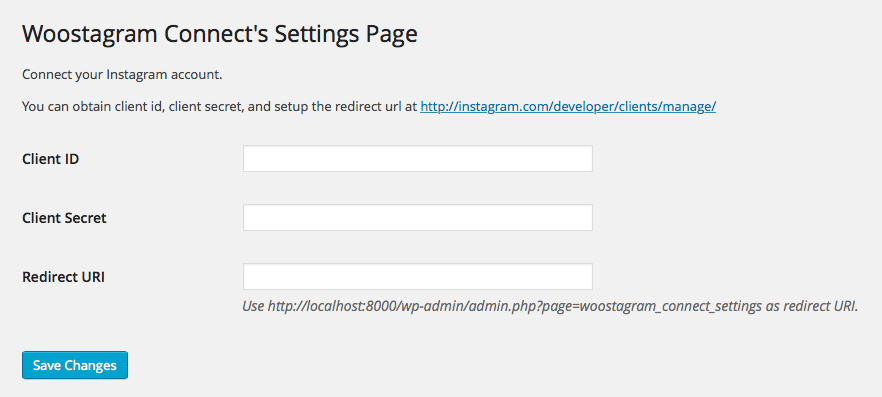 Woostagram Connect's Settings Page
Connect your Instagram account.
You can obtain client id, client secret, and setup the redirect url at http://instagram.com/developer/clients/manage/
Client ID
Client Secret
Redirect URI
Use http://localhost:8000/wp-admin/admin.php?page=woostagram_connect_settings as redirect URI.
Save Changes